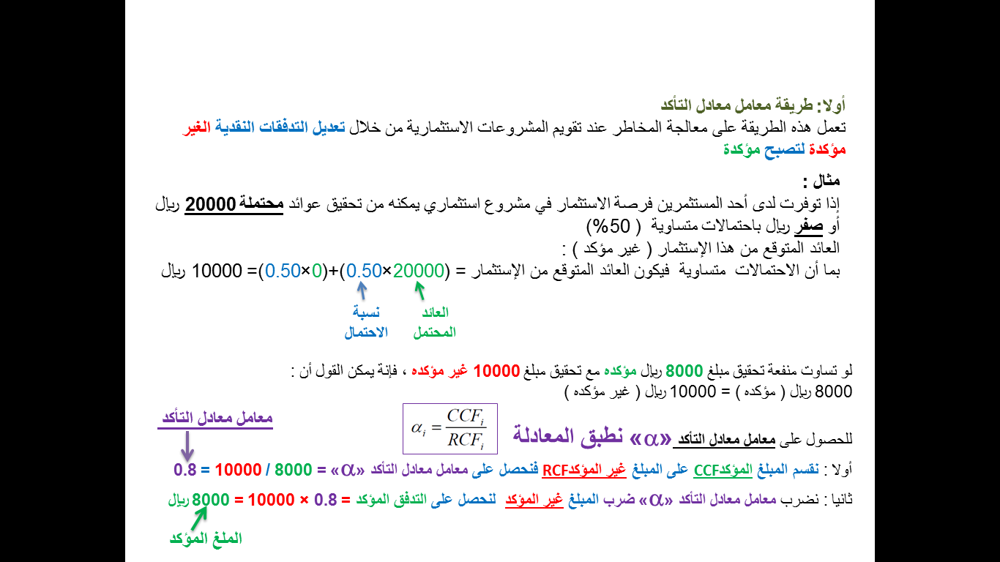 أولا: طريقة معامل معادل التأكد
تعمل هذه الطريقة على معالجة المخاطر عند تقويم المشروعات الاستثمارية من خلال تعديل التدفقات النقدية الغير
مؤكدة لتصبح مؤكدة
مثال :
إذا توفرت لدى أحد المستثمرين فرصة الاستثمار في مشروع استثماري يمكنه من تحقيق عوائد محتملة 20000 ريال
أو صفر ريال باحتمالات متساوية ( 50%)
العائد المتوقع من هذا الإستثمار ( غير مؤكد ) :
بما أن الاحتمالات متساوية فيكون العائد المتوقع من الإستثمار = (20000×0.50)+(0×0.50)= 10000 ريال
العائد المحتمل
نسبة الاحتمال
لو تساوت منفعة تحقيق مبلغ 8000 ريال مؤكده مع تحقيق مبلغ 10000 غير مؤكده ، فإنة يمكن القول أن :
8000 ريال ( مؤكده ) = 10000 ريال ( غير مؤكده )
معامل معادل التأكد
للحصول على معامل معادل التأكد «α» نطبق المعادلة
αi = CCFi / RCFi
أولا : نقسم المبلغ المؤكدCCF على المبلغ غير المؤكدRCF فنحصل على معامل معادل التأكد «α» = 8000 / 10000 = 0.8
ثانيا : نضرب معامل معادل التأكد «α» ضرب المبلغ غير المؤكد لنحصل على التدفق المؤكد = 0.8 × 10000 = 8000 ريال
الملغ المؤكد